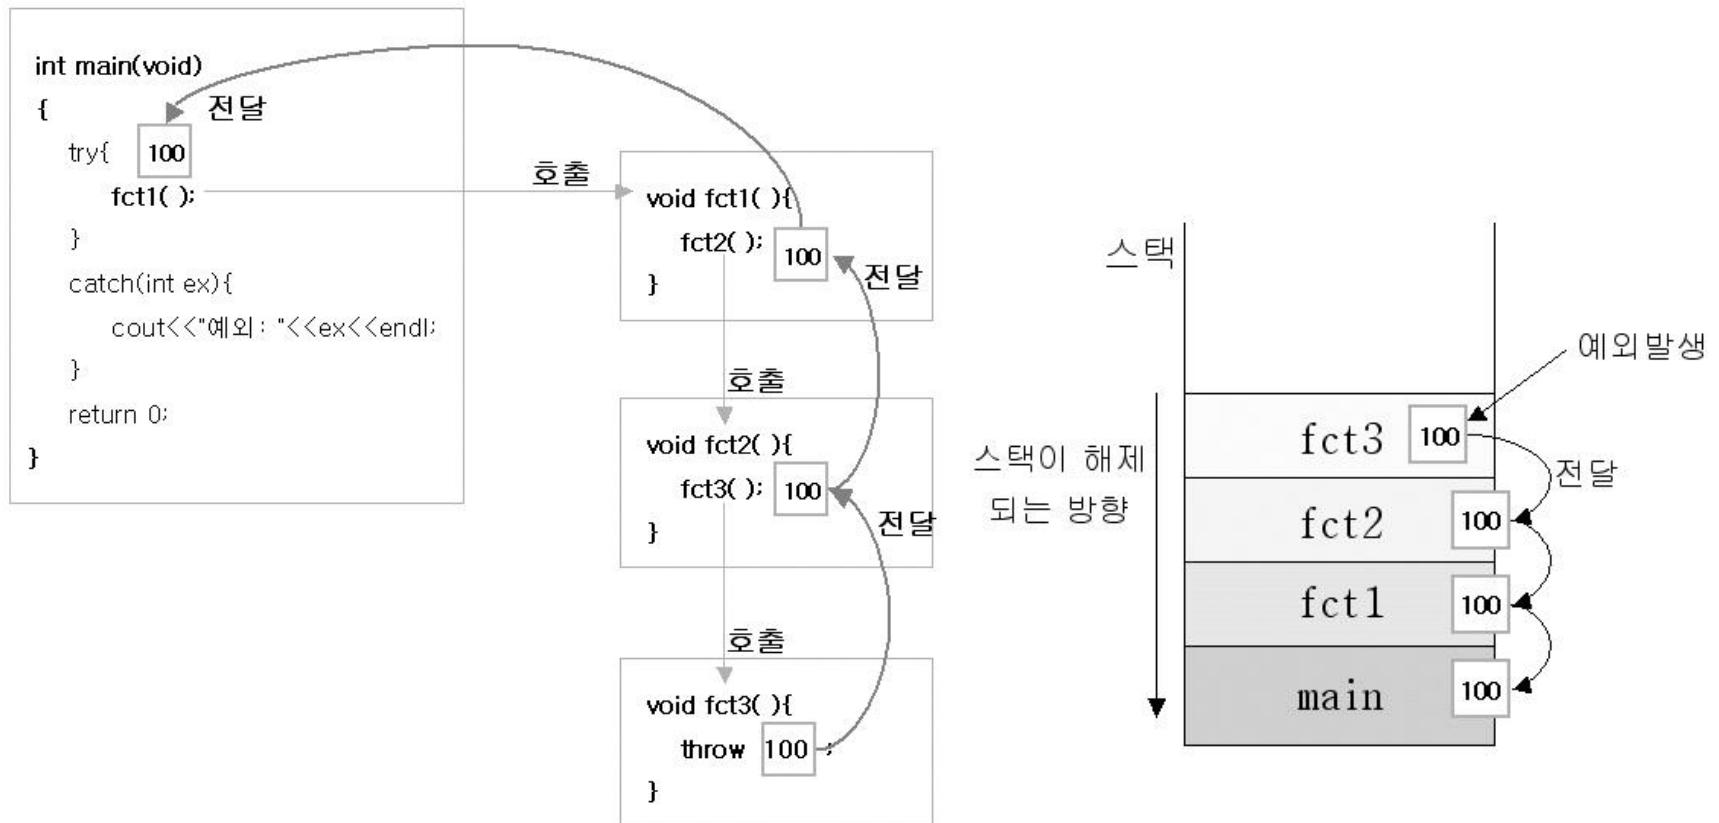 int main(void)
{
전달
try{ 100
fct1( );
}
catch(int ex){
cout<<"예외 : "<<ex<<endl;
}
return 0;
}
호출
void fct1( ){
fct2( ); 100
}
전달
호출
void fct2( ){
fct3( ); 100
}
전달
호출
void fct3( ){
throw 100 ;
}
스택
예외발생
스택이 해제
되는 방향
fct3 100
전달
fct2 100
fct1 100
main 100